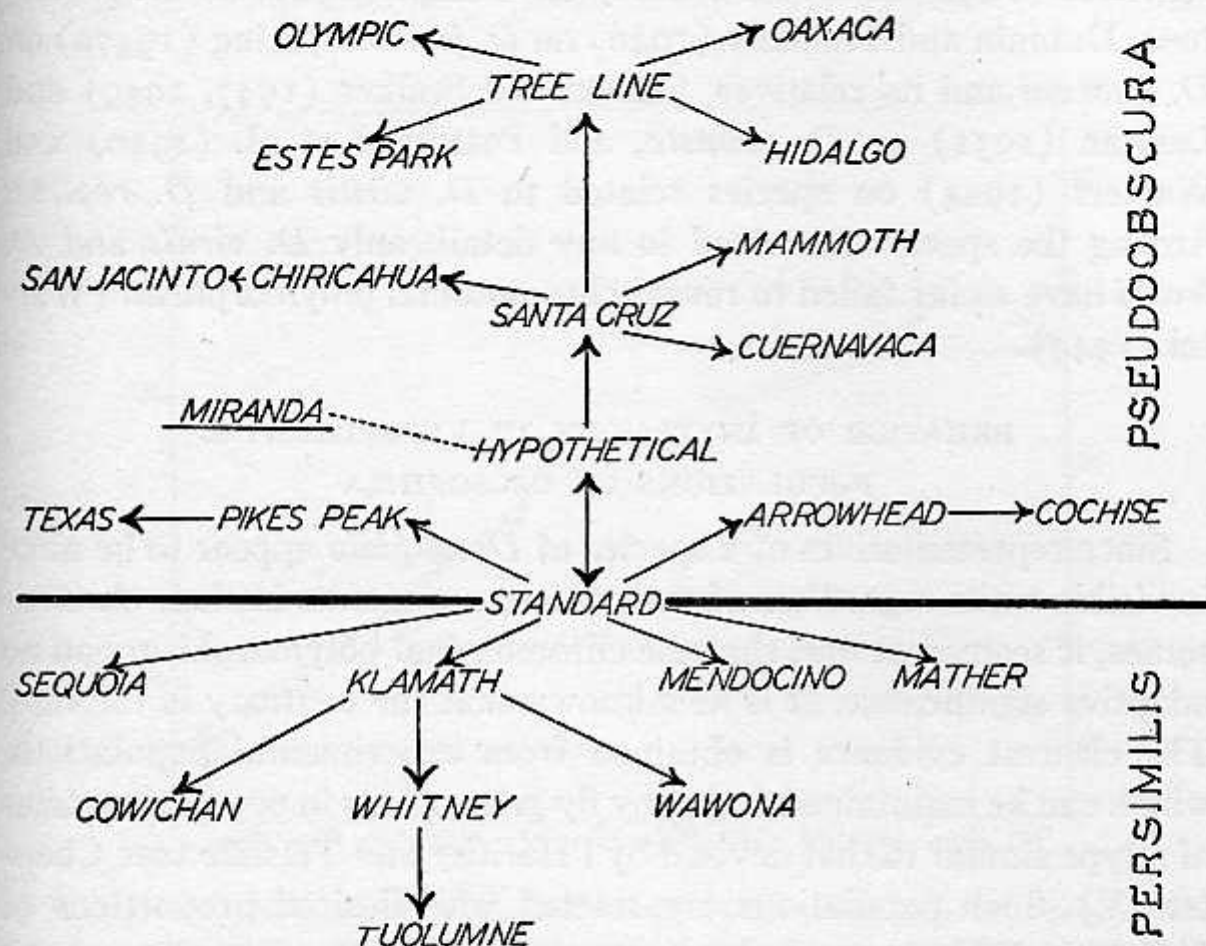 OLYMPIC OAXACA
TREE LINE
ESTES PARK HIDALGO
MAMMOTH
SAN JACINTO CHIRICAHUA
SANTA CRUZ
CUERNAVACA
MIRANDA
HYPOTHETICAL
TEXAS PIKES PEAK ARROWHEAD COCHISE
STANDARD
SEQUOIA KLAMATH MENDOCINO MATHER
COWICHAN WHITNEY WAWONA
TUOLUMNE
PSEUDOOBSCURA
PERSIMILIS